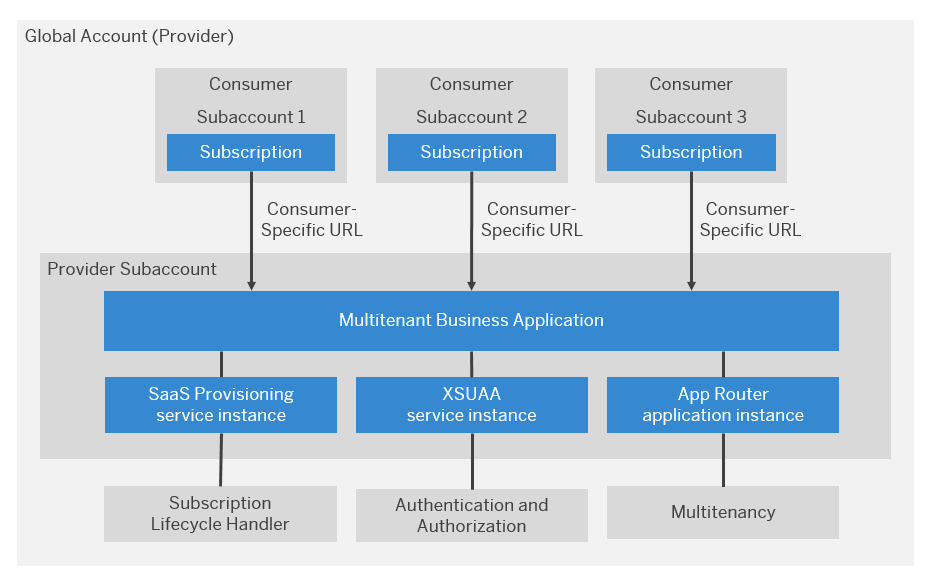 Global Account (Provider)
Consumer
Subaccount 1
Subscription
Consumer
Subaccount 2
Subscription
Consumer
Subaccount 3
Subscription
Consumer-
Specific URL
Consumer-
Specific URL
Consumer-
Specific URL
Provider Subaccount
Multitenant Business Application
SaaS Provisioning
service instance
XSUAA
service instance
App Router
application instance
Subscription
Lifecycle Handler
Authentication and
Authorization
Multitenancy